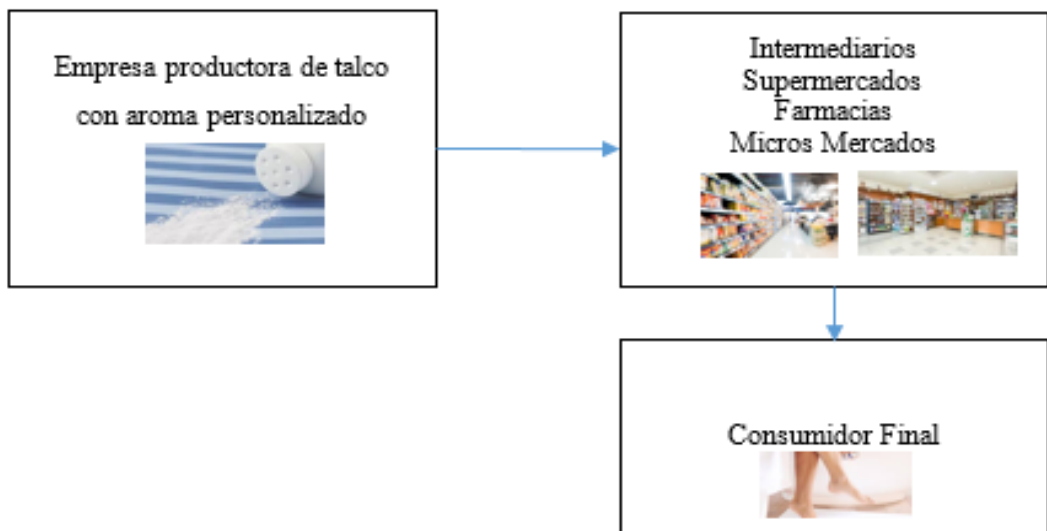 Empresa productora de talco
con aroma personalizado
Intermediarios
Supermercados
Farmacias
Micros Mercados
Consumidor Final